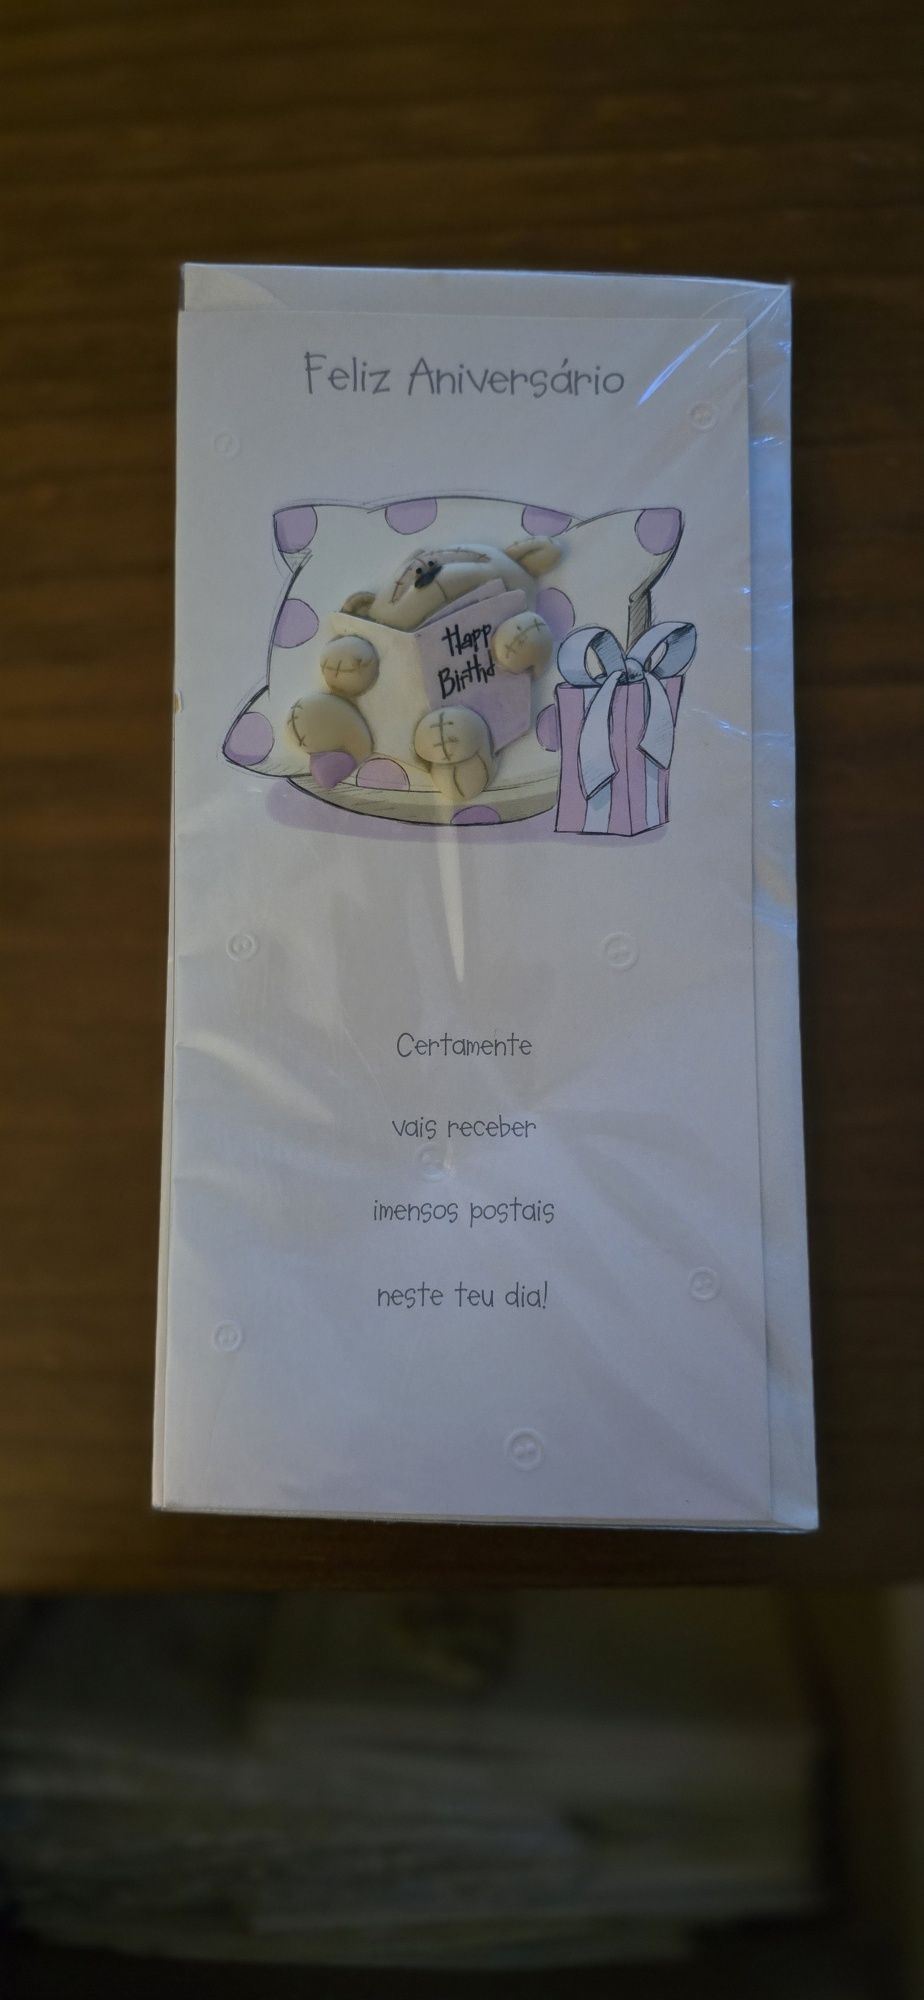 Feliz Aniversário
Happ
Birthd
Certamente
vais receber
imensos postais
neste teu dia!